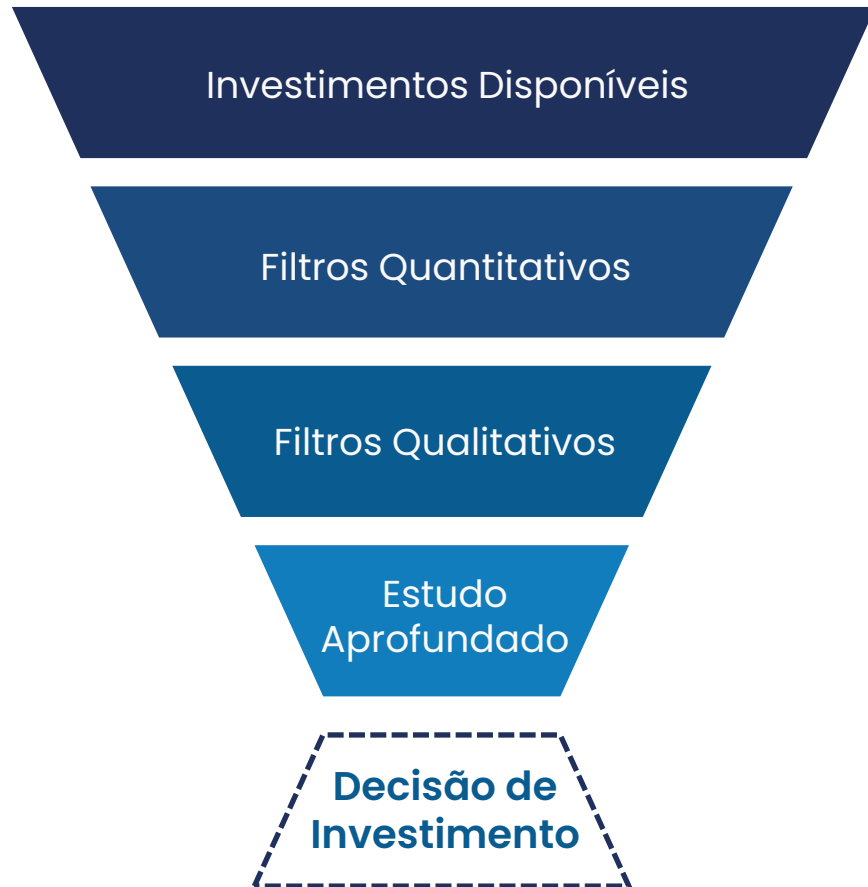 Investimentos Disponíveis
Filtros Quantitativos
Filtros Qualitativos
Estudo
Aprofundado
Decisão de
Investimento